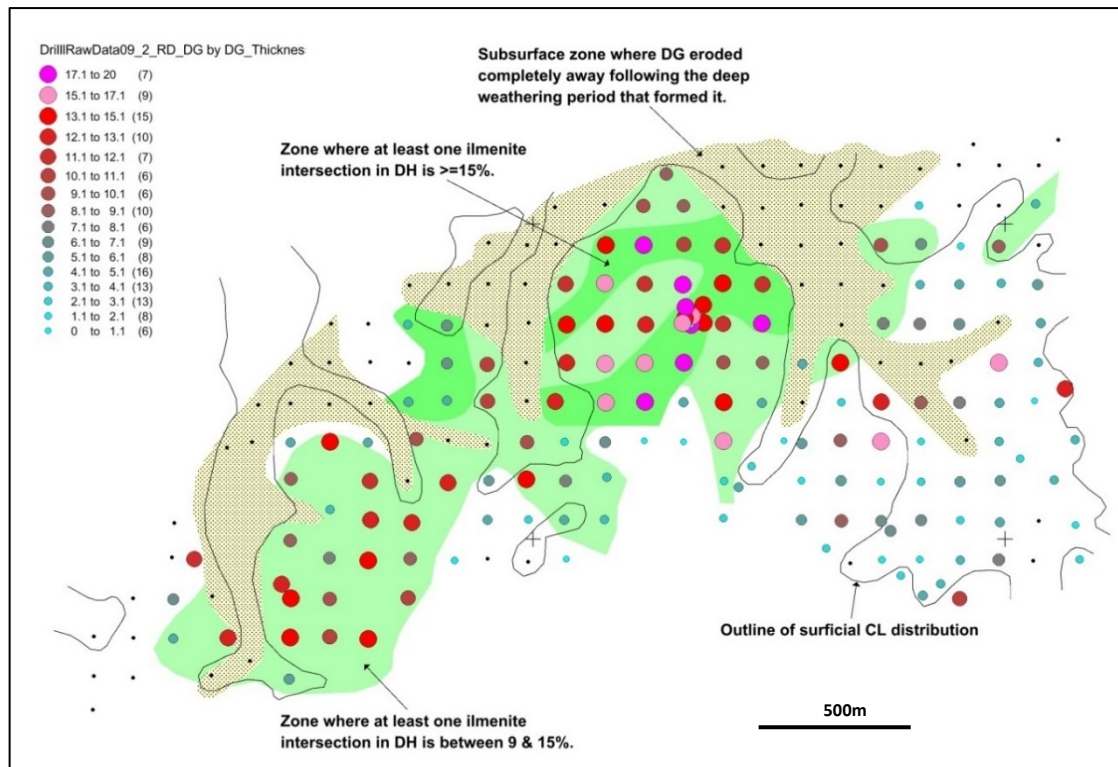 DrilllRawData09_2_RD_DG by DG_Thicknes
17.1 to 20 (7)
15.1 to 17.1 (9)
13.1 to 15.1 (15)
12.1 to 13.1 (10)
11.1 to 12.1 (7)
10.1 to 11.1 (6)
9.1 to 10.1 (6)
8.1 to 9.1 (10)
7.1 to 8.1 (6)
6.1 to 7.1 (9)
5.1 to 6.1 (8)
4.1 to 5.1 (16)
3.1 to 4.1 (13)
2.1 to 3.1 (13)
1.1 to 2.1 (8)
0 to 1.1 (6)
Subsurface zone where DG eroded
completely away following the deep
weathering period that formed it.
Zone where at least one ilmenite
intersection in DH is >=15%.
Outline of surficial CL distribution
Zone where at least one ilmenite
intersection in DH is between 9 & 15%.
500m